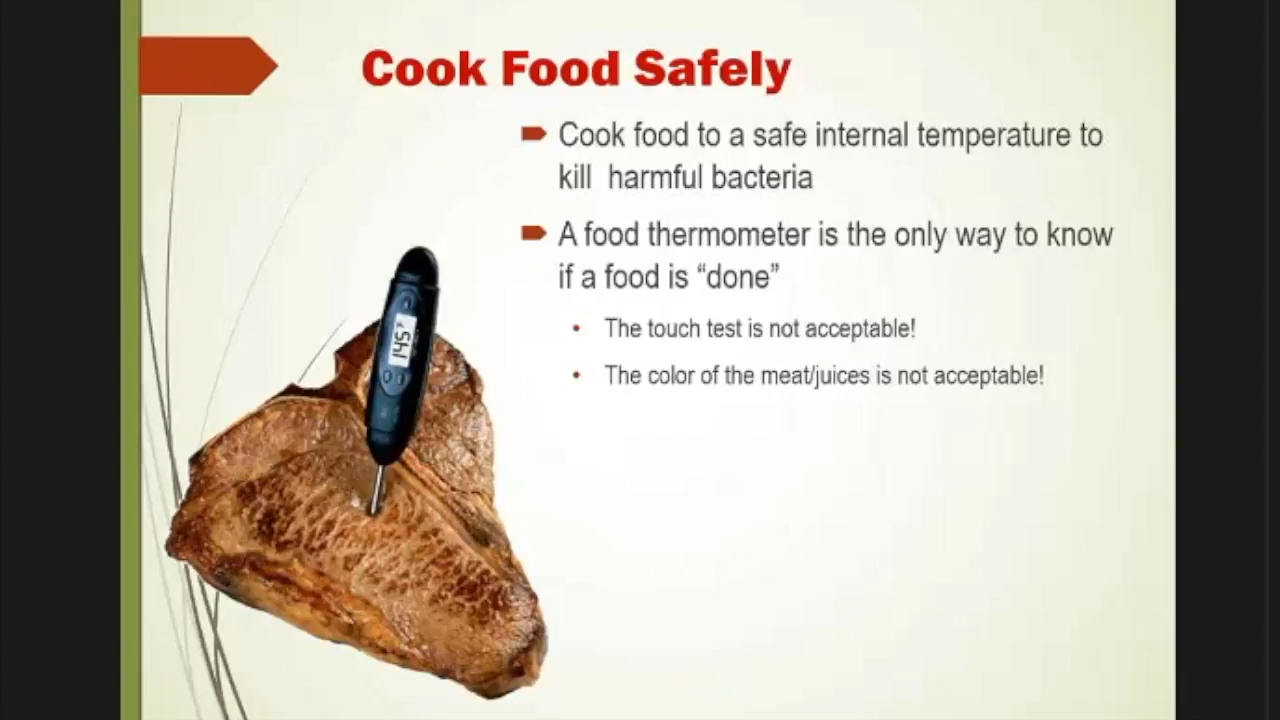 Cook Food Safely
Cook food to a safe internal temperature to
kill harmful bacteria
A food thermometer is the only way to know
if a food is “done”
The touch test is not acceptable!
The color of the meat/juices is not acceptable!
145°